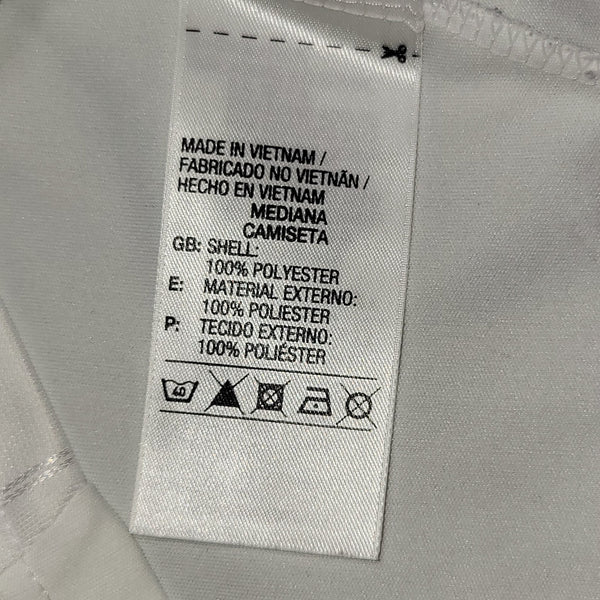 MADE IN VIETNAM /
FABRICADO NO VIETNÃN /
HECHO EN VIETNAM
MEDIANA
CAMISETA
GB: SHELL:
100% POLYESTER
E: MATERIAL EXTERNO:
100% POLIESTER
P: TECIDO EXTERNO:
100% POLIÉSTER
40